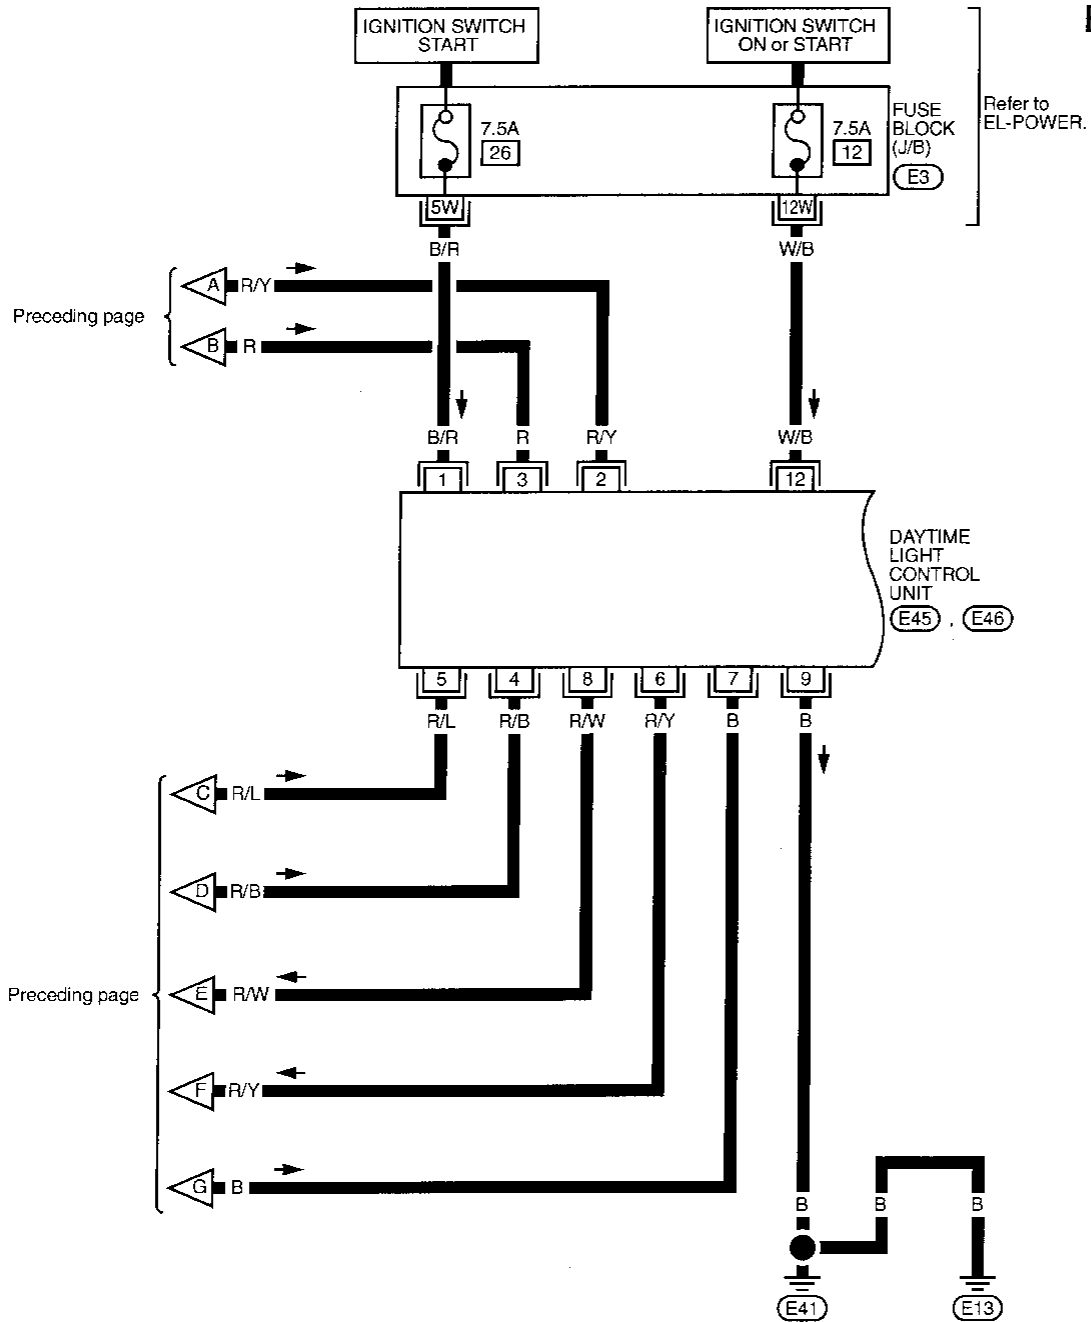 IGNITION SWITCH
START
IGNITION SWITCH
ON or START
7.5A
26
7.5A
12
FUSE
BLOCK
(J/B)
E3
Refer to
EL-POWER.
5W
12W
B/R
W/B
A R/Y
Preceding page
B R
B/R R R/Y W/B
1 3 2 12
DAYTIME
LIGHT
CONTROL
UNIT
E45 , E46
5 4 8 6 7 9
R/L R/B R/W R/Y B B
C R/L
D R/B
Preceding page
E R/W
F R/Y
G B
B B B
E41 E13